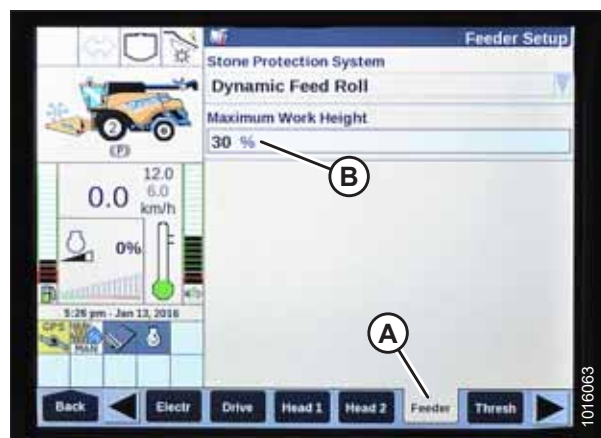 Feeder Setup
Stone Protection System
Dynamic Feed Roll
Maximum Work Height
30 %
B
2
(P)
12.0
0.0 6.0
km/h
0%
F
5:26 pm - Jan 13, 2016
GPS
MAN
A
Back Electr Drive Head 1 Head 2 Feeder Thresh
1016063